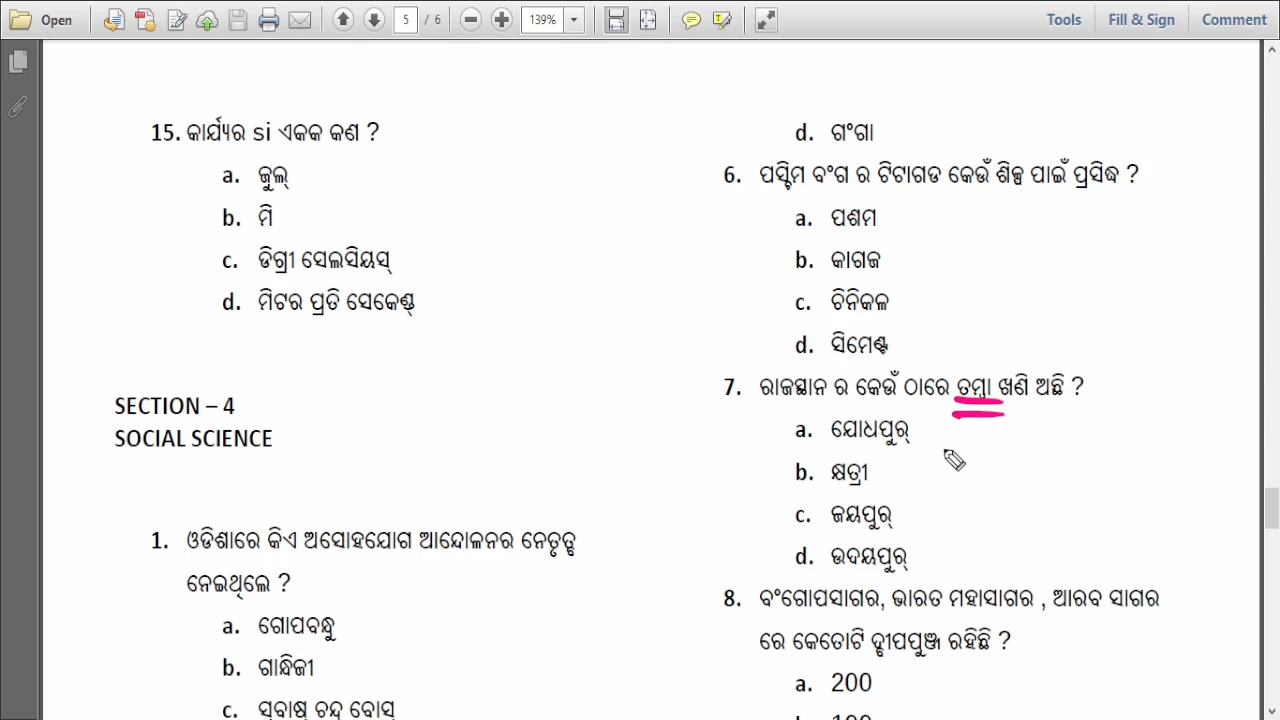 Open
5 / 6
139%
Tools
Fill & Sign
Comment
15. କାର୍ଯ୍ୟର si ଏକକ କଣ ?
a. ଜୁଲ୍
b. ମି
c. ଡିଗ୍ରୀ ସେଲସିୟସ୍
d. ମିଟର ପ୍ରତି ସେକେଣ୍ଡ୍
SECTION – 4
SOCIAL SCIENCE
1. ଓଡିଶାରେ କିଏ ଅସୋହଯୋଗ ଆନ୍ଦୋଳନର ନେତୃତ୍ବ
ନେଇଥିଲେ ?
a. ଗୋପବନ୍ଧୁ
b. ଗାନ୍ଧିଜୀ
c. ସୁବାଷ୍ ଚନ୍ଦ୍ର ବୋସ୍
d. ଗଂଗା
6. ପସ୍ଚିମ ବଂଗ ର ଟିଟାଗଡ କେଉଁ ଶିଳ୍ପ ପାଇଁ ପ୍ରସିଦ୍ଧ ?
a. ପଶମ
b. କାଗଜ
c. ଚିନିକଳ
d. ସିମେଣ୍ଟ
7. ରାଜସ୍ଥାନ ର କେଉଁ ଠାରେ ତମ୍ବା ଖଣି ଅଛି ?
a. ଯୋଧପୁର୍
b. କ୍ଷତ୍ରୀ
c. ଜୟପୁର୍
d. ଉଦୟପୁର୍
8. ବଂଗୋପସାଗର, ଭାରତ ମହାସାଗର , ଆରବ ସାଗର
ରେ କେତୋଟି ଦ୍ବୀପପୁଞ୍ଜ ରହିଛି ?
a. 200